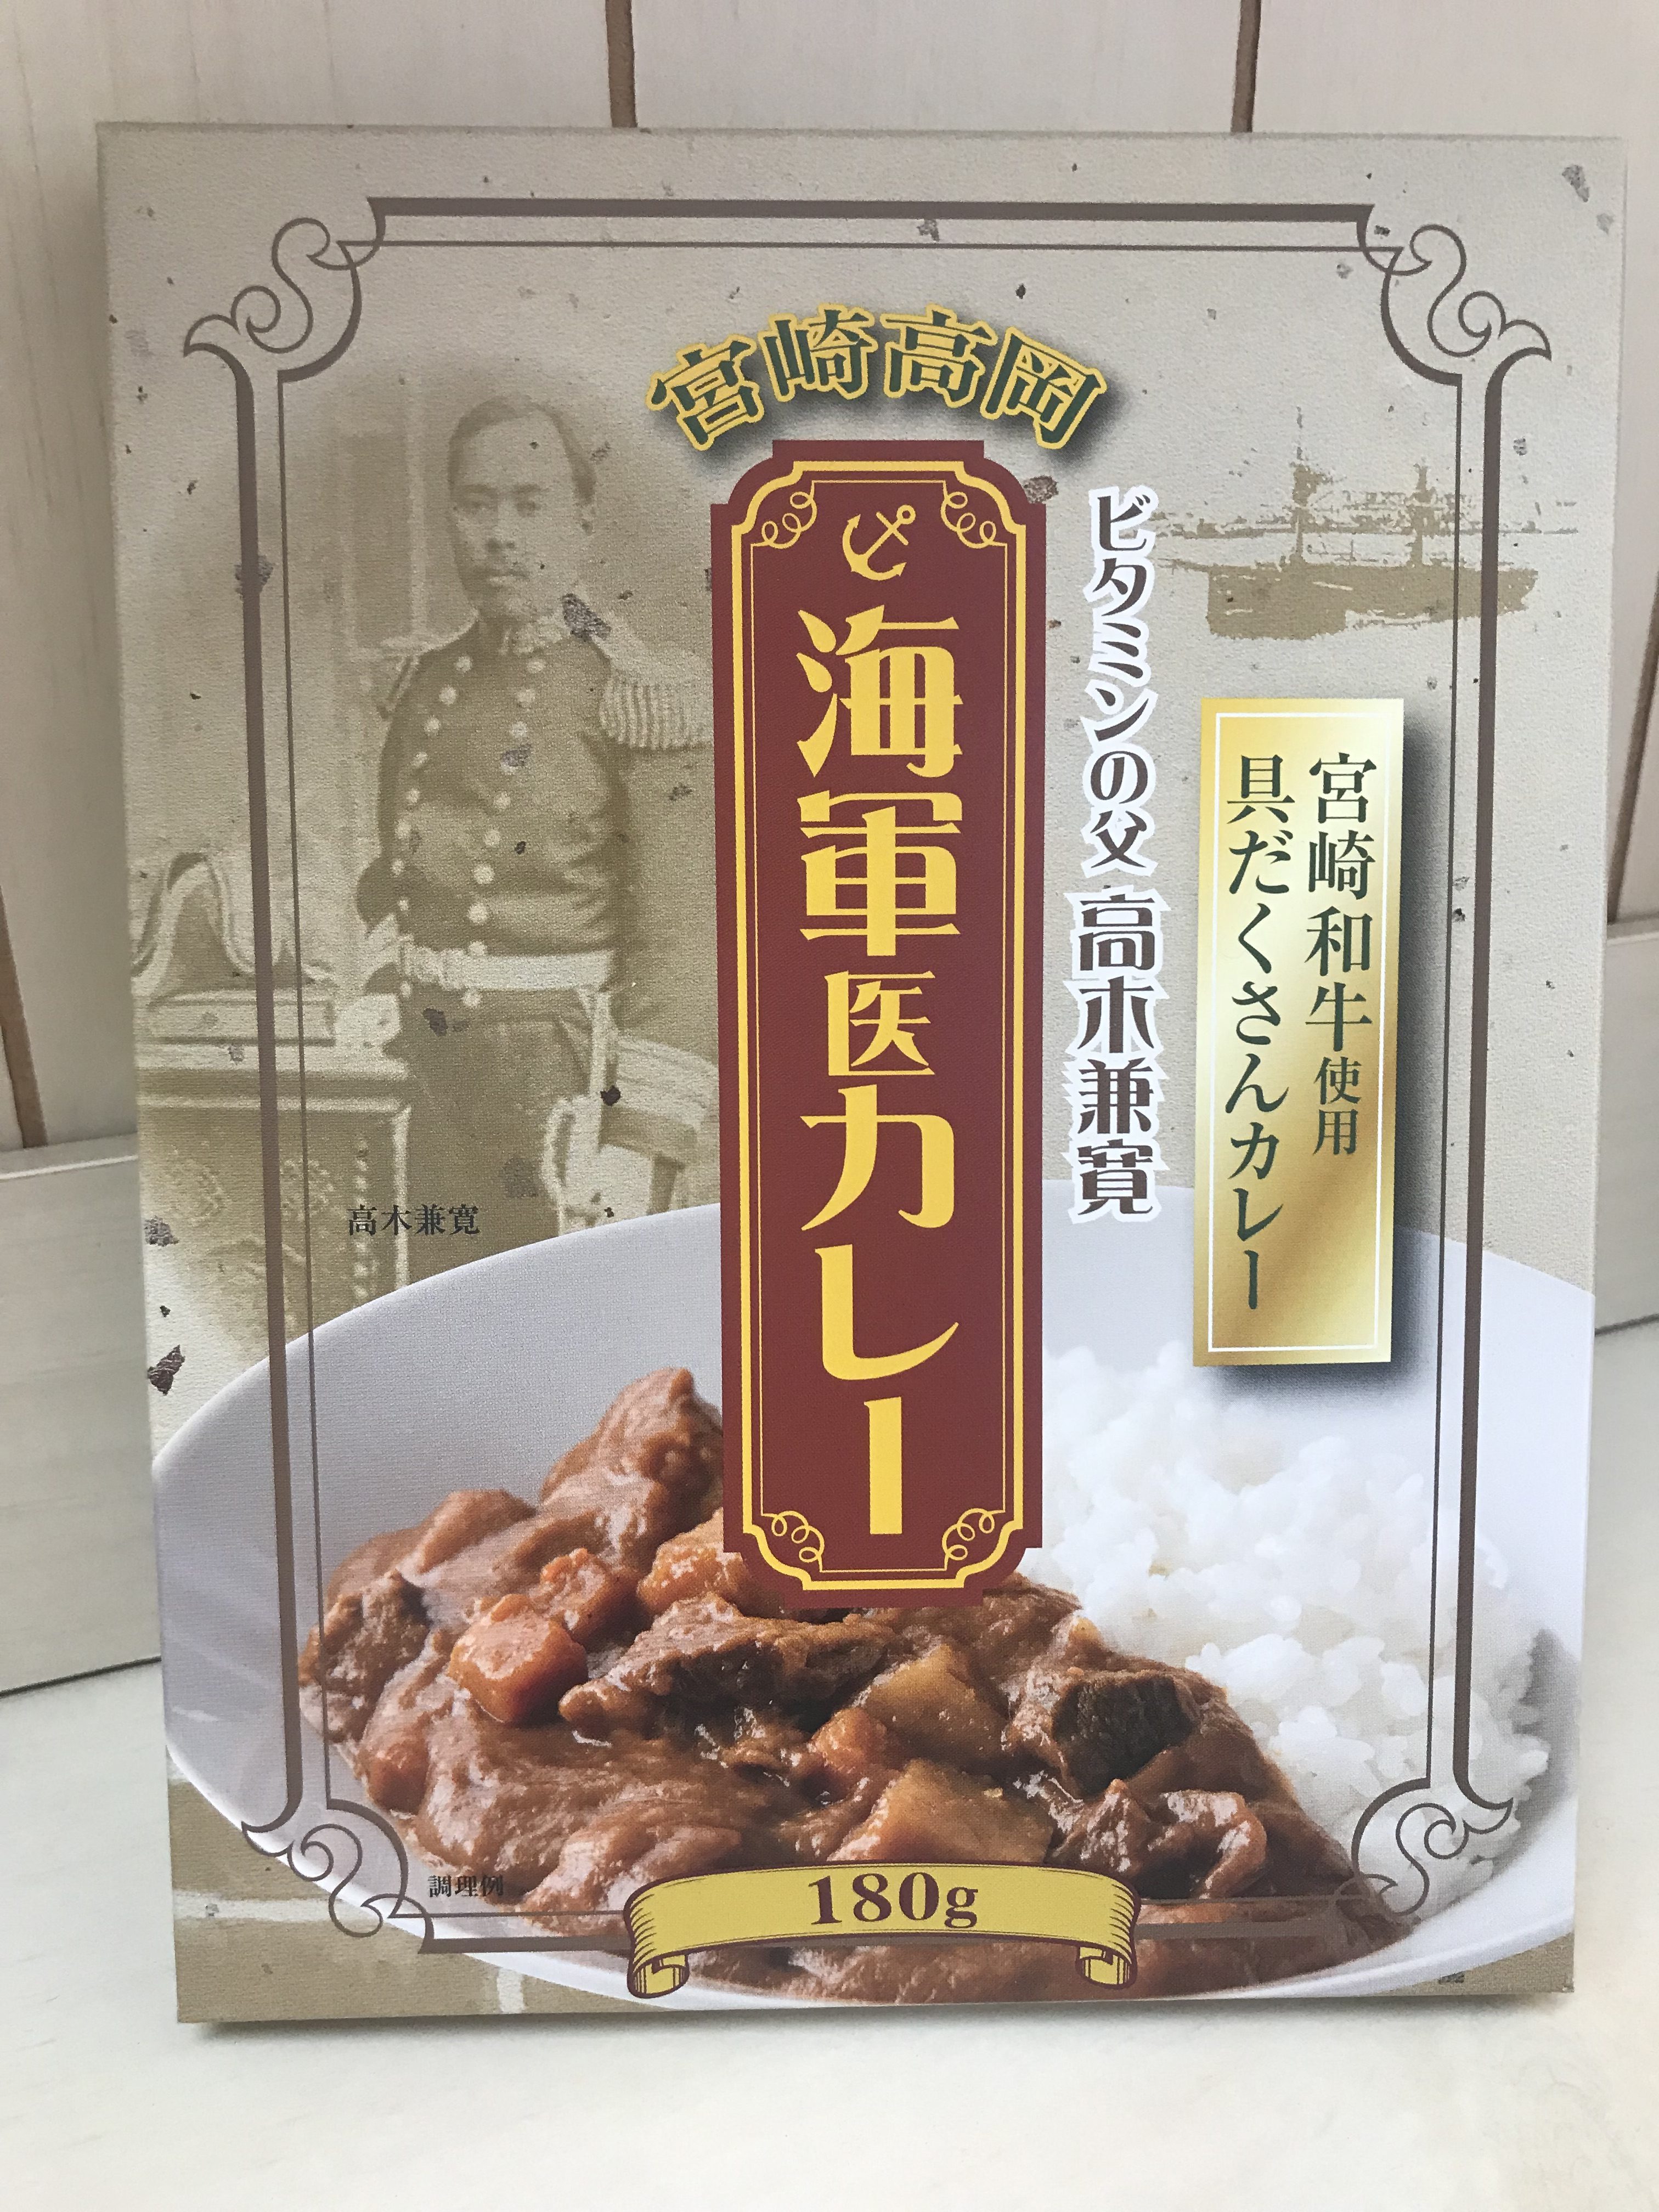 宮崎高岡
海軍医カレー
ビタミンの父 高木兼寛
宮崎和牛使用
具だくさんカレー
高木兼寛
調理例
180g